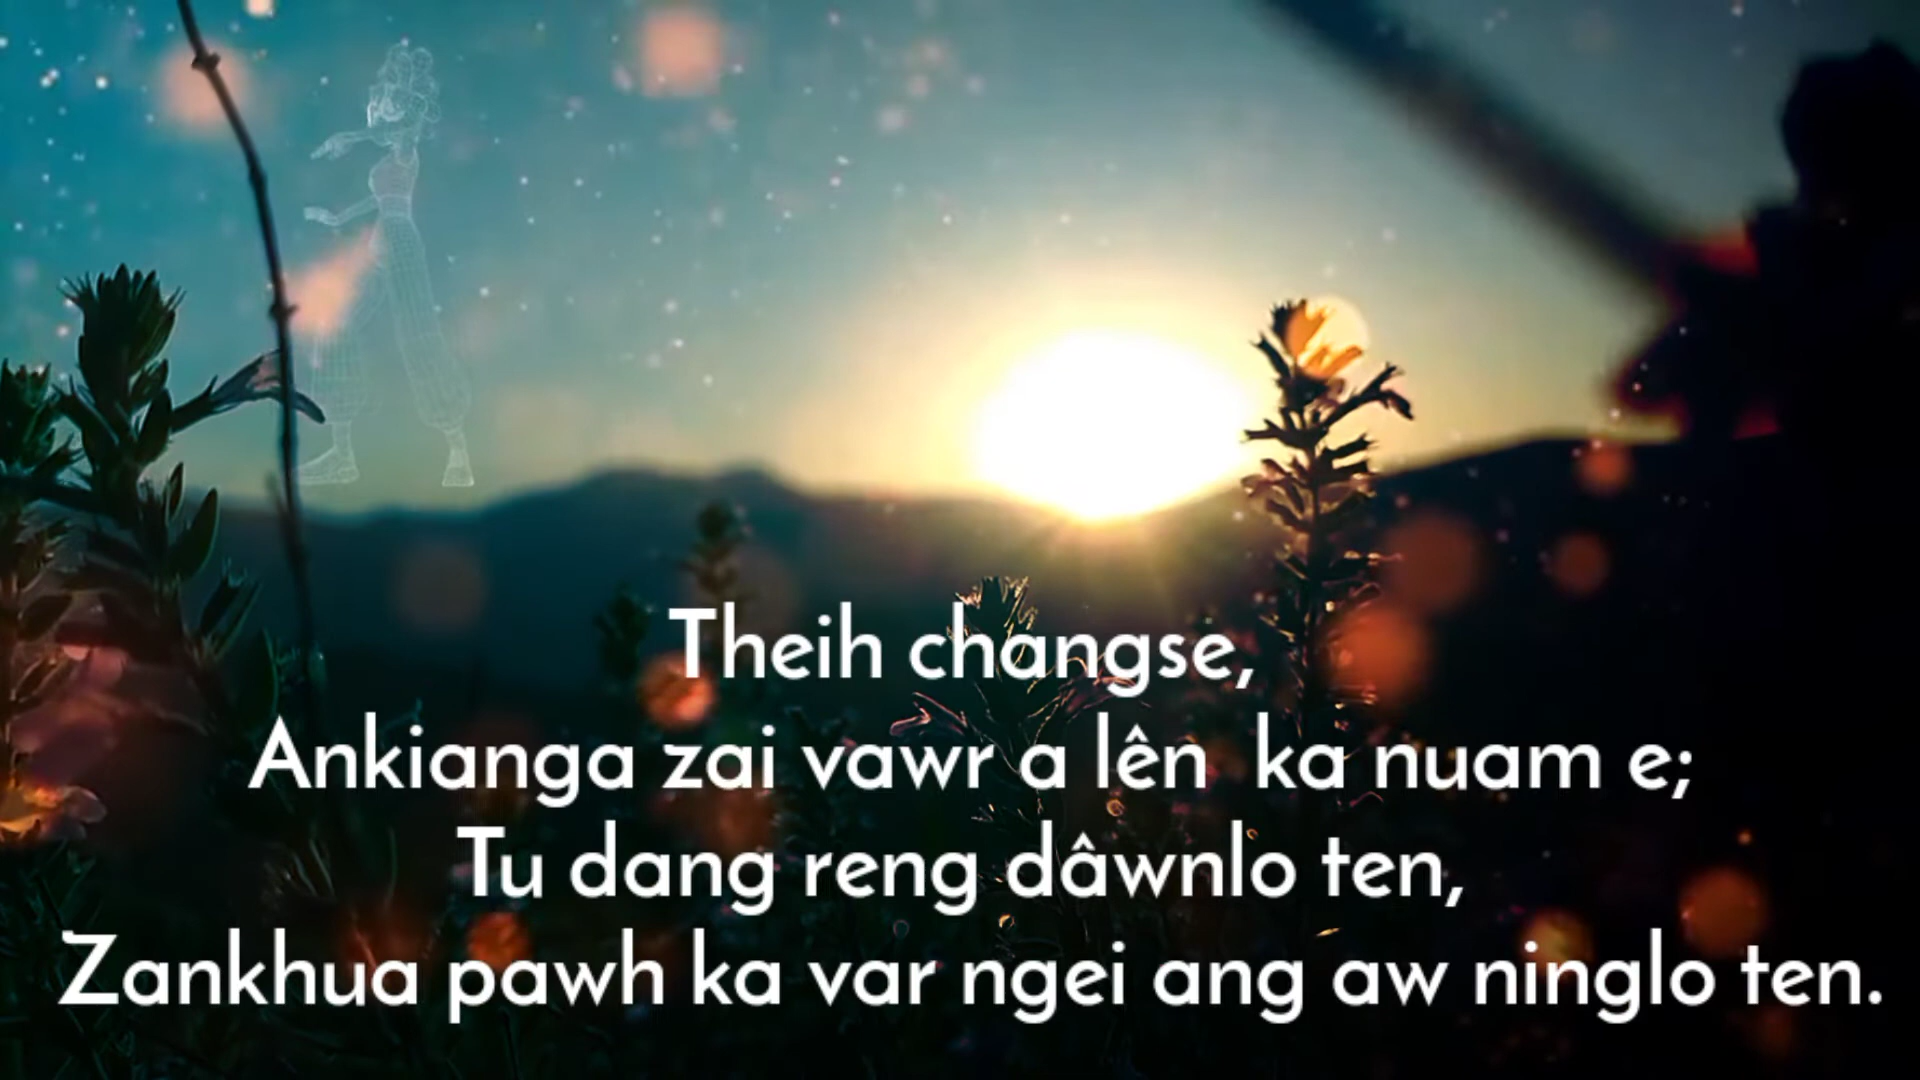 Theih changse,
Ankianga zai vawr a lên ka nuam e;
Tu dang reng dâwnlo ten,
Zankhua pawh ka var ngei ang aw ninglo ten.